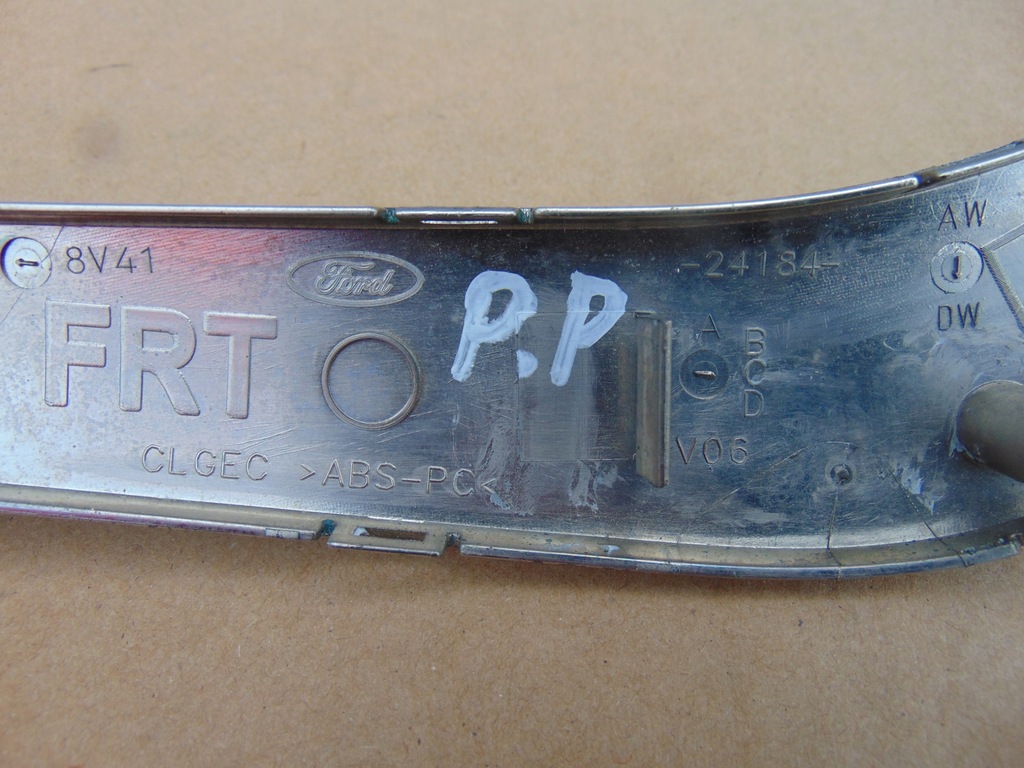 8V41
Ford
P.P
-24184-
AW
DW
FRT
A
B
C
D
CLGEC >ABS-PC<
V06